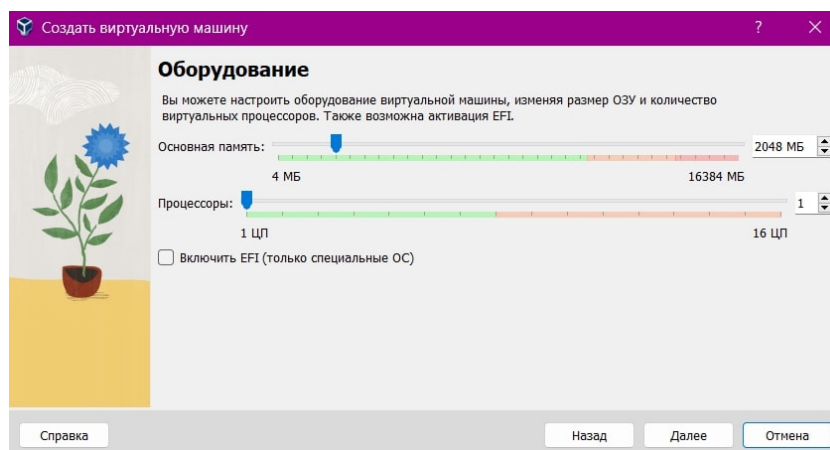 Создать виртуальную машину
?
Оборудование
Вы можете настроить оборудование виртуальной машины, изменяя размер ОЗУ и количество
виртуальных процессоров. Также возможна активация EFI.
Основная память: 2048 МБ
4 МБ 16384 МБ
Процессоры: 1
1 ЦП 16 ЦП
Включить EFI (только специальные ОС)
Справка Назад Далее Отмена